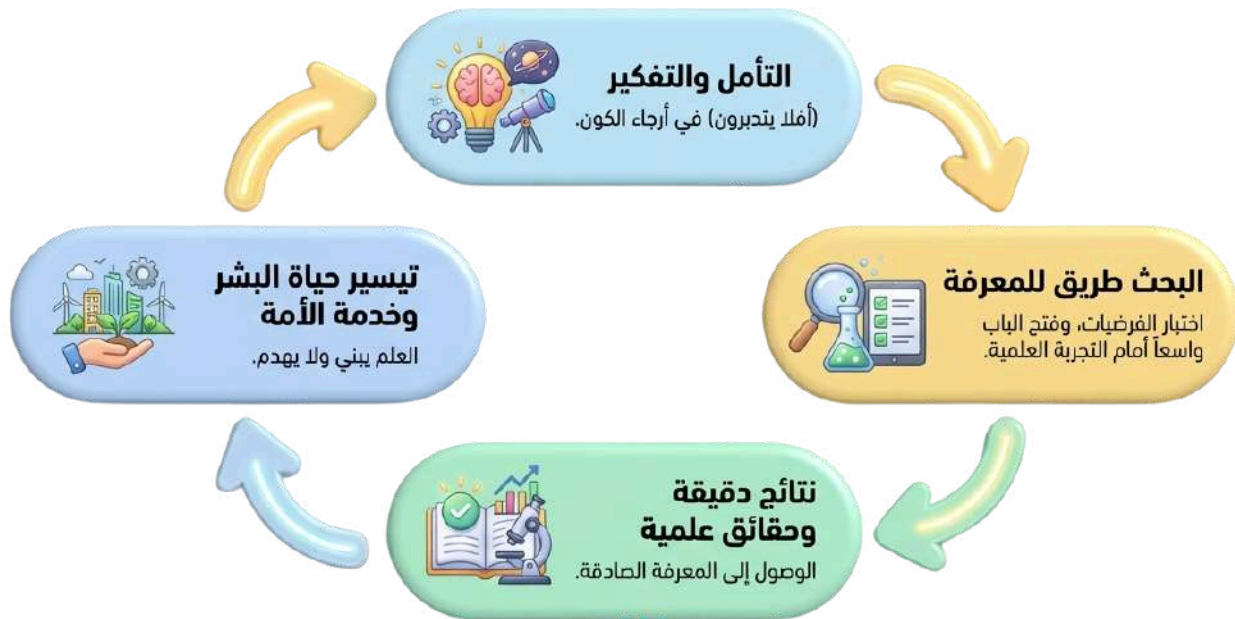 التأمل والتفكير
(أفلا يتدبرون) في أرجاء الكون.
البحث طريق للمعرفة
اختبار الفرضيات، وفتح الباب
واسعاً أمام التجربة العلمية.
نتائج دقيقة
وحقائق علمية
الوصول إلى المعرفة الصادقة.
تيسير حياة البشر
وخدمة الأمة
العلم يبني ولا يهدم.